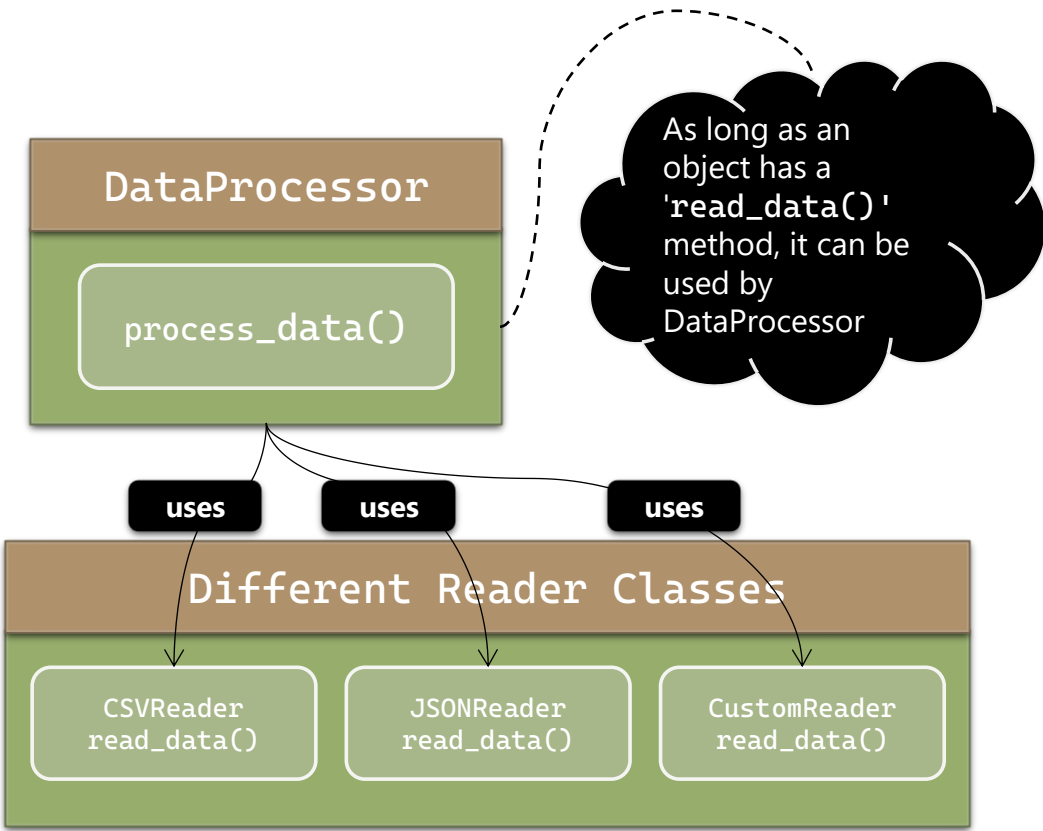 DataProcessor
process_data()
As long as an
object has a
'read_data()'
method, it can be
used by
DataProcessor
uses
uses
uses
Different Reader Classes
CSVReader
read_data()
JSONReader
read_data()
CustomReader
read_data()